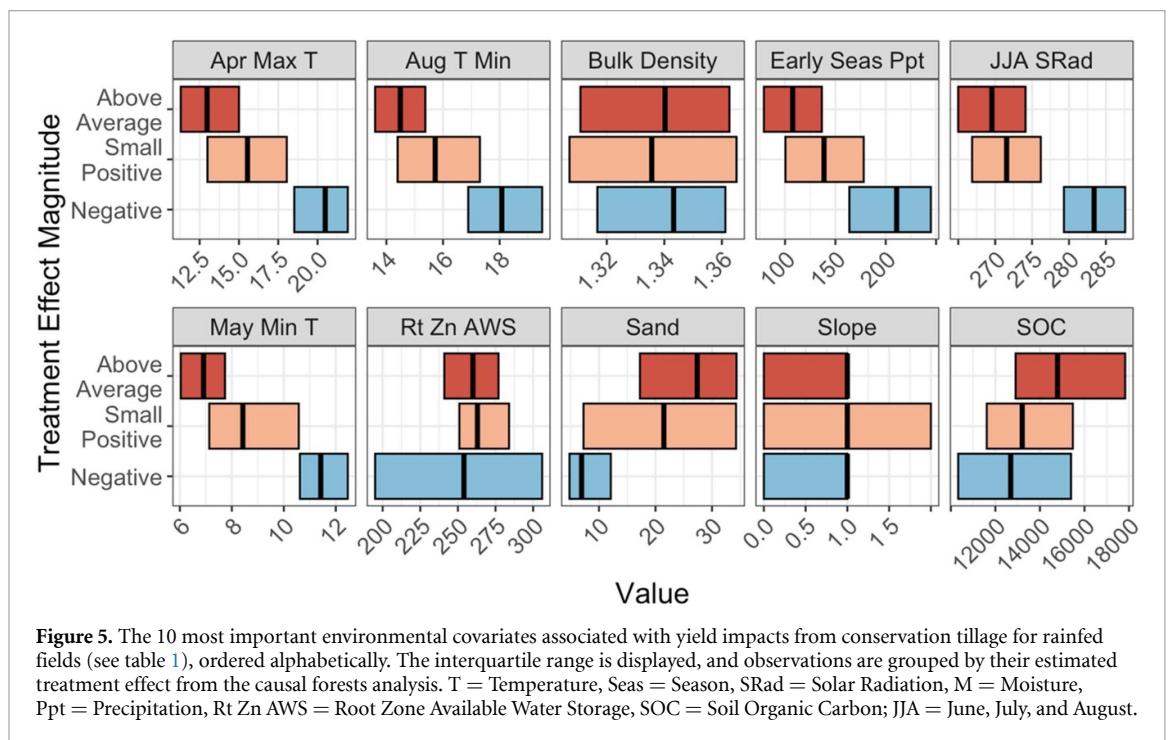 Apr Max T
Aug T Min
Bulk Density
Early Seas Ppt
JJA SRad
Treatment Effect Magnitude
Above
Average
Small
Positive
Negative
12.5 15.0 17.5 20.0
14 16 18
1.32 1.34 1.36
100 150 200
270 275 280 285
May Min T
Rt Zn AWS
Sand
Slope
SOC
Above
Average
Small
Positive
Negative
6 8 10 12
200 225 250 275 300
10 20 30
0.0 0.5 1.0 1.5
12000 14000 16000 18000
Value
Figure 5. The 10 most important environmental covariates associated with yield impacts from conservation tillage for rainfed
fields (see table 1), ordered alphabetically. The interquartile range is displayed, and observations are grouped by their estimated
treatment effect from the causal forests analysis. T = Temperature, Seas = Season, SRad = Solar Radiation, M = Moisture,
Ppt = Precipitation, Rt Zn AWS = Root Zone Available Water Storage, SOC = Soil Organic Carbon; JJA = June, July, and August.